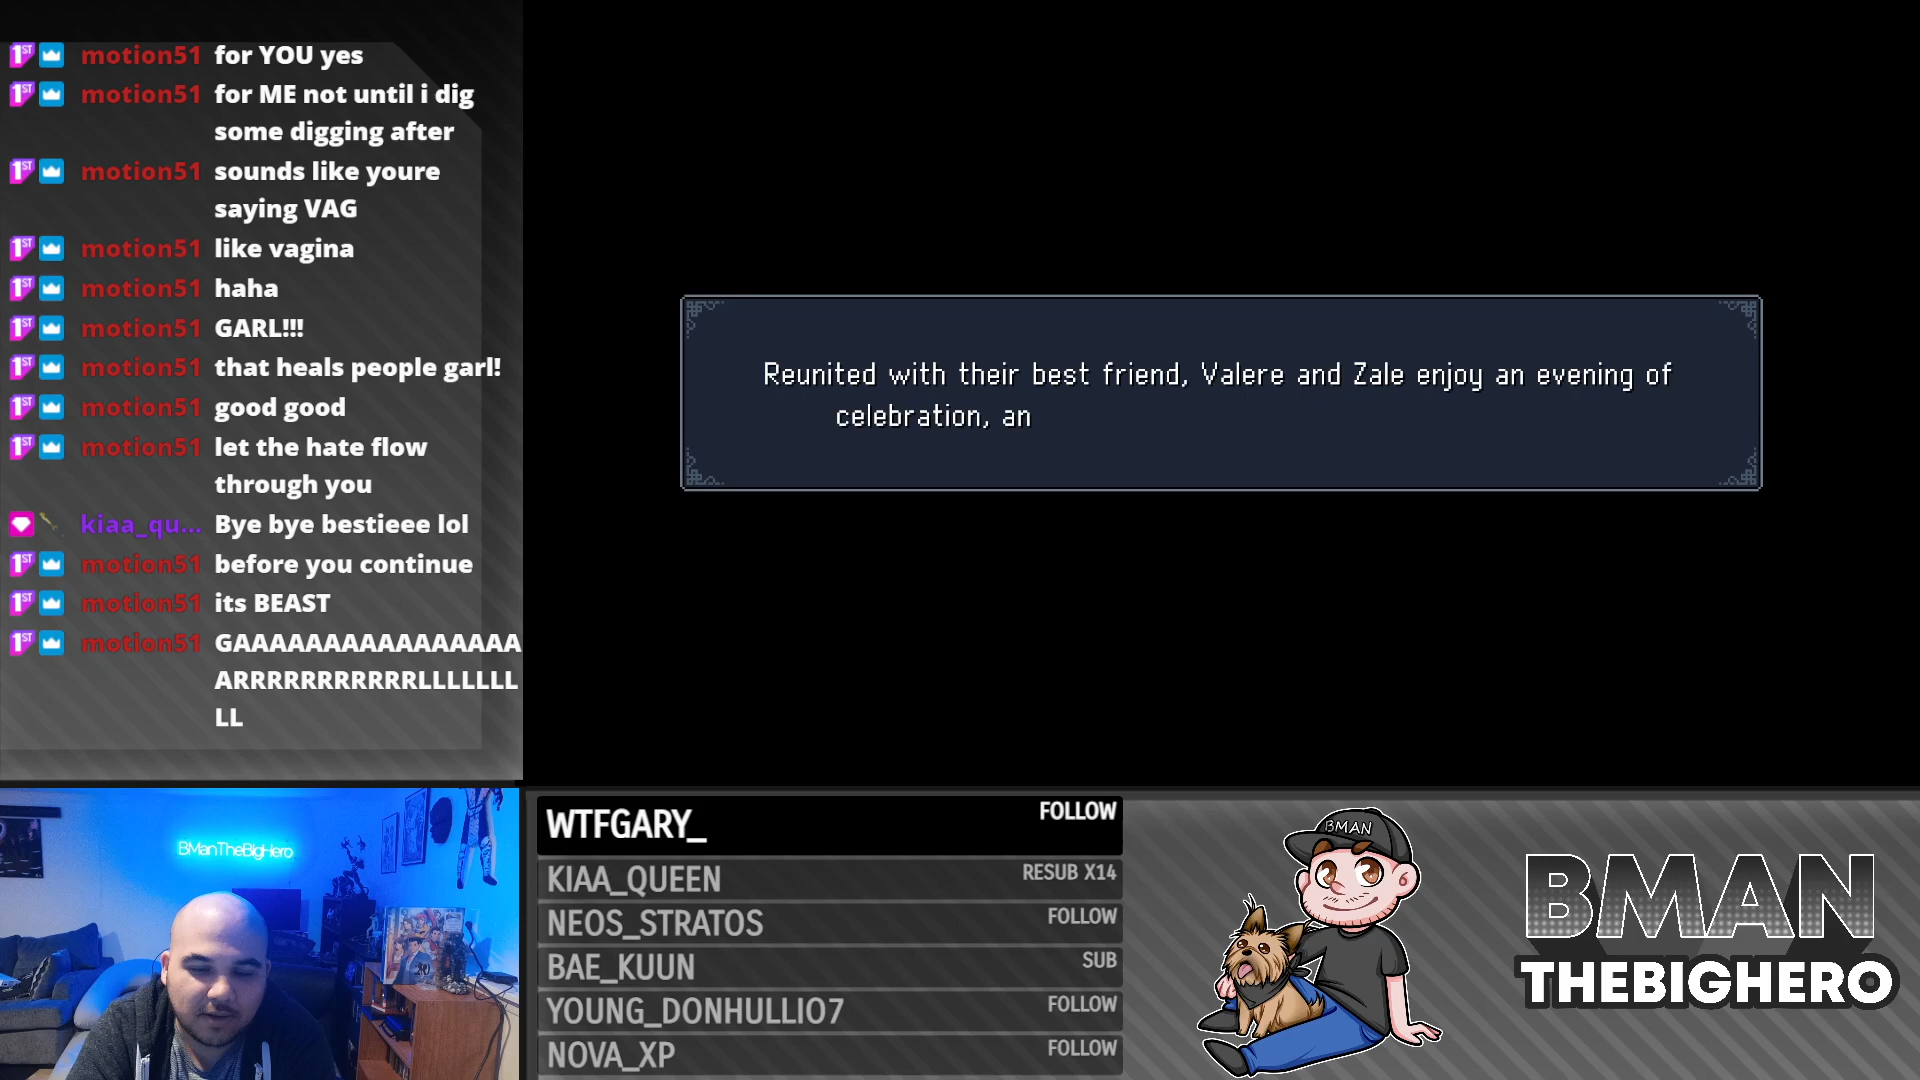 motion51 for YOU yes
motion51 for ME not until i dig
some digging after
motion51 sounds like youre
saying VAG
motion51 like vagina
motion51 haha
motion51 GARL!!!
motion51 that heals people garl!
motion51 good good
motion51 let the hate flow
through you
kiaa_qu... Bye bye bestieee lol
motion51 before you continue
motion51 its BEAST
motion51 GAAAAAAAAAAAAAAAA
ARRRRRRRRRRRLLLLLLL
LL
Reunited with their best friend, Valere and Zale enjoy an evening of
celebration, an
BManTheBigHero
WTFGARY_ FOLLOW
KIAA_QUEEN RESUB X14
NEOS_STRATOS FOLLOW
BAE_KUUN SUB
YOUNG_DONHULLIO7 FOLLOW
NOVA_XP FOLLOW
BMAN
BMAN
THEBIGHERO